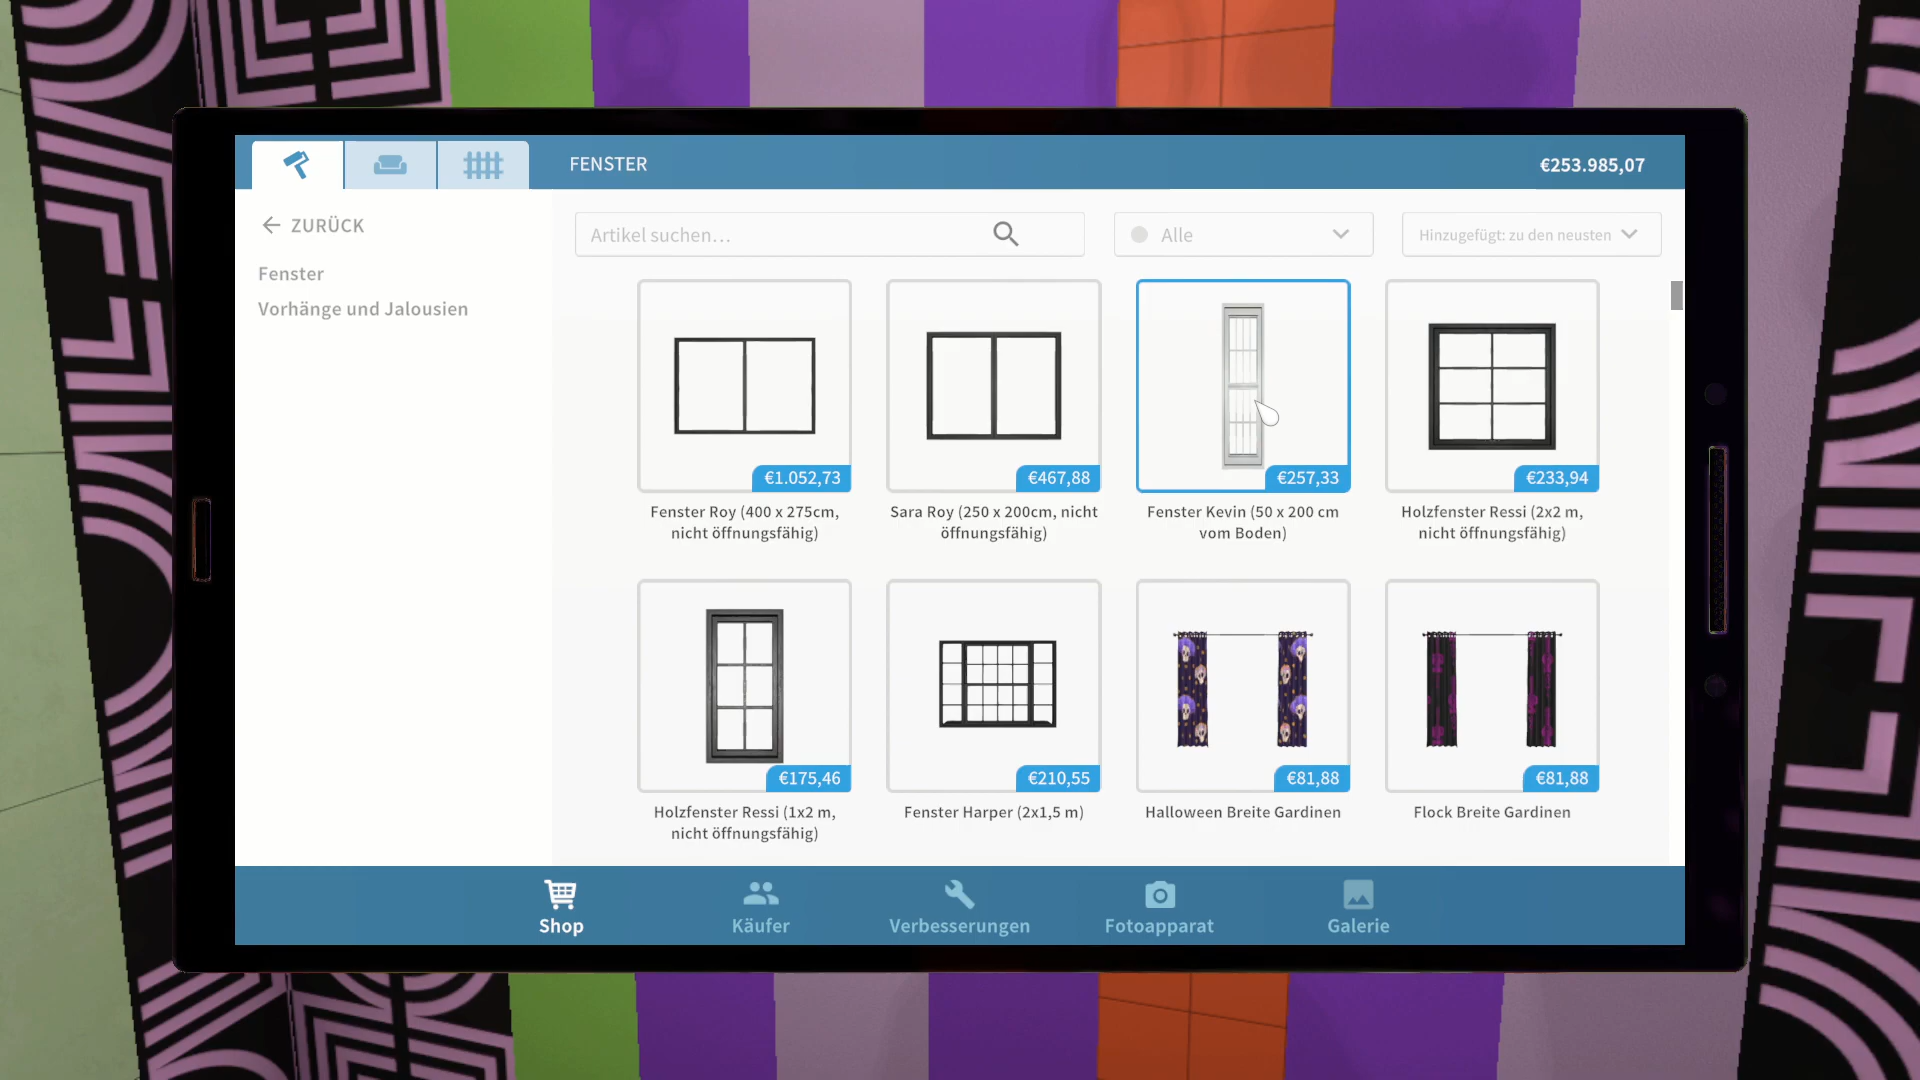 FENSTER
€253.985,07
ZURÜCK
Fenster
Vorhänge und Jalousien
Artikel suchen...
Alle
Hinzugefügt: zu den neusten
€1.052,73
Fenster Roy (400 x 275cm,
nicht öffnungsfähig)
€467,88
Sara Roy (250 x 200cm, nicht
öffnungsfähig)
€257,33
Fenster Kevin (50 x 200 cm
vom Boden)
€233,94
Holzfenster Ressi (2x2 m,
nicht öffnungsfähig)
€175,46
Holzfenster Ressi (1x2 m,
nicht öffnungsfähig)
€210,55
Fenster Harper (2x1,5 m)
€81,88
Halloween Breite Gardinen
€81,88
Flock Breite Gardinen
Shop
Käufer
Verbesserungen
Fotoapparat
Galerie